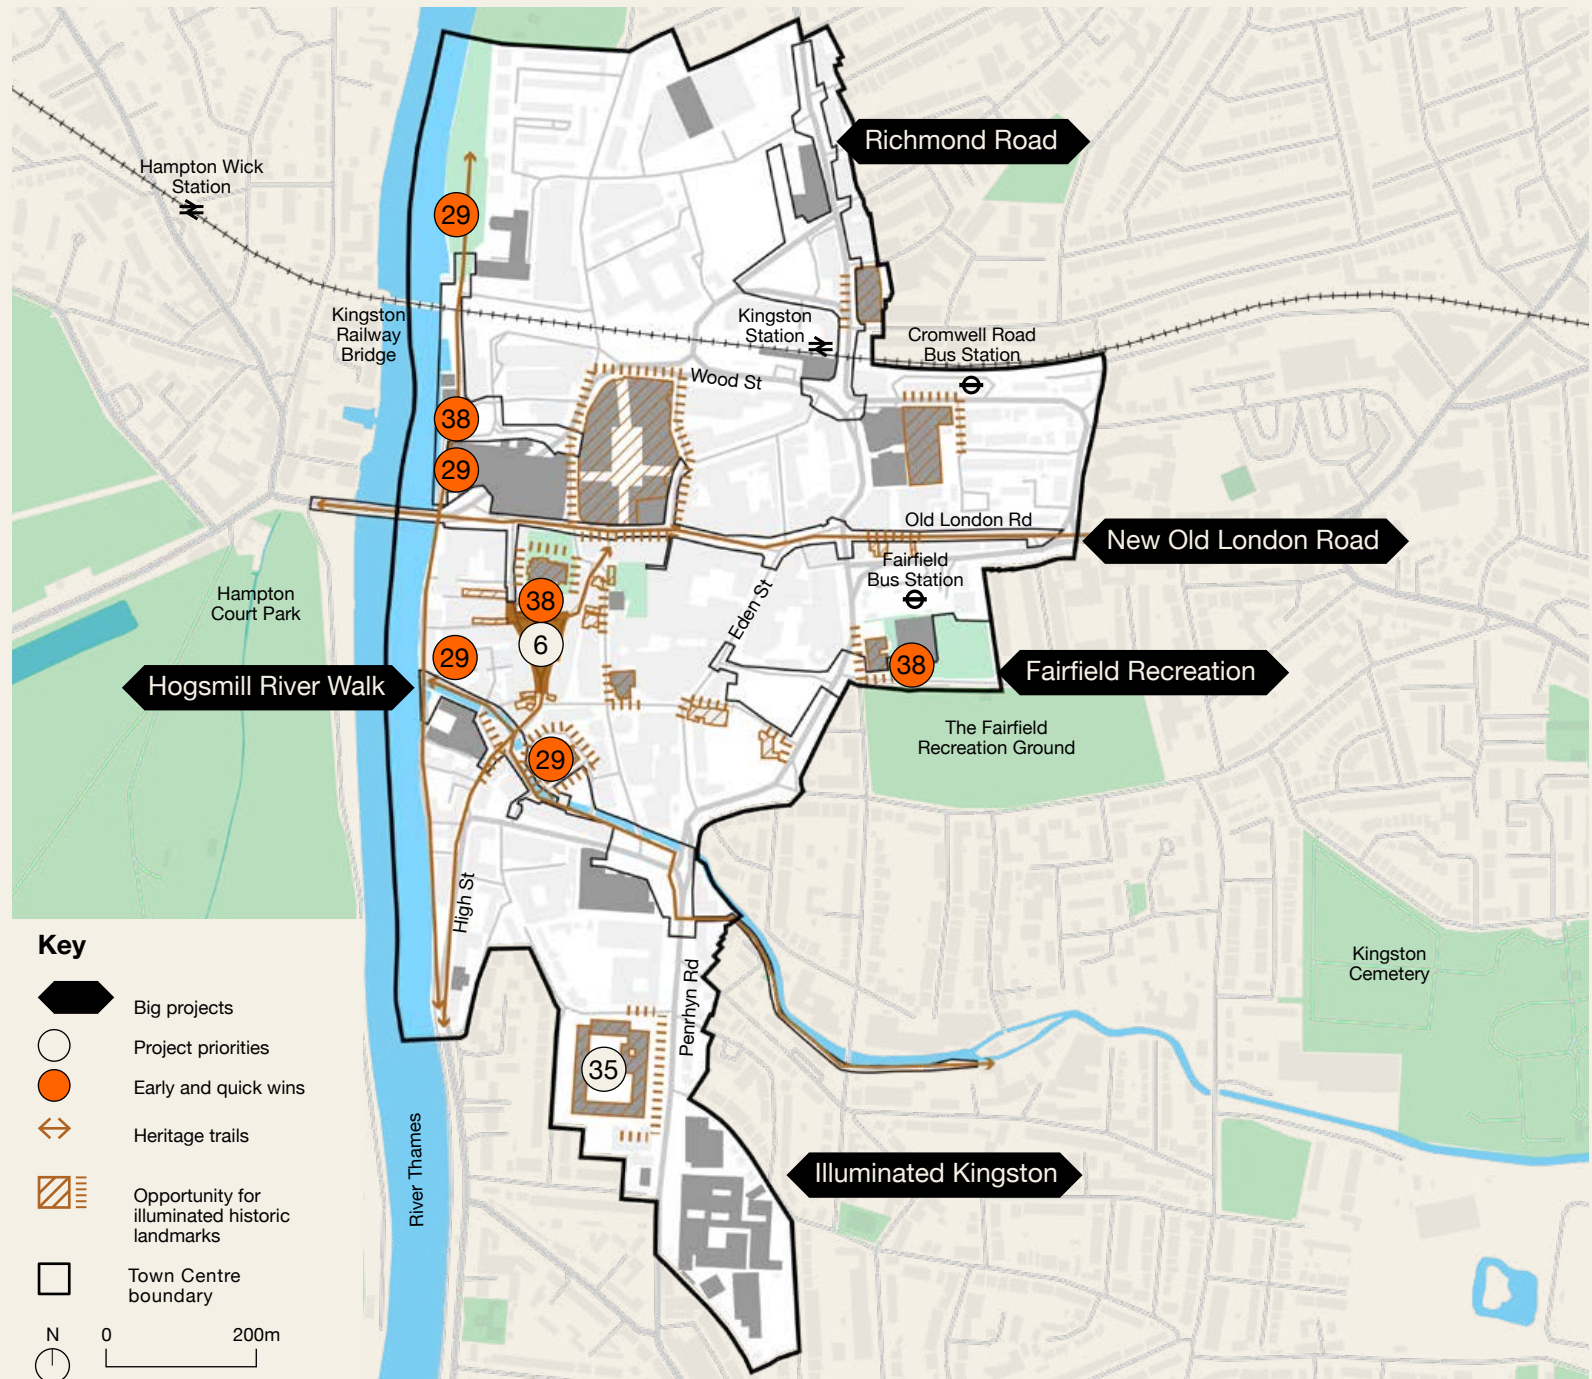 Richmond Road
Hampton Wick
Station
29
Kingston
Railway
Bridge
Kingston
Station
Cromwell Road
Bus Station
Wood St
38
29
Old London Rd
New Old London Road
Fairfield
Bus Station
Hampton
Court Park
38
Eden St
6
29
38
Fairfield Recreation
Hogsmill River Walk
The Fairfield
Recreation Ground
29
High St
Kingston
Cemetery
Penrhyn Rd
35
River Thames
Illuminated Kingston
Key
Big projects
Project priorities
Early and quick wins
Heritage trails
Opportunity for
illuminated historic
landmarks
Town Centre
boundary
N
0 200m